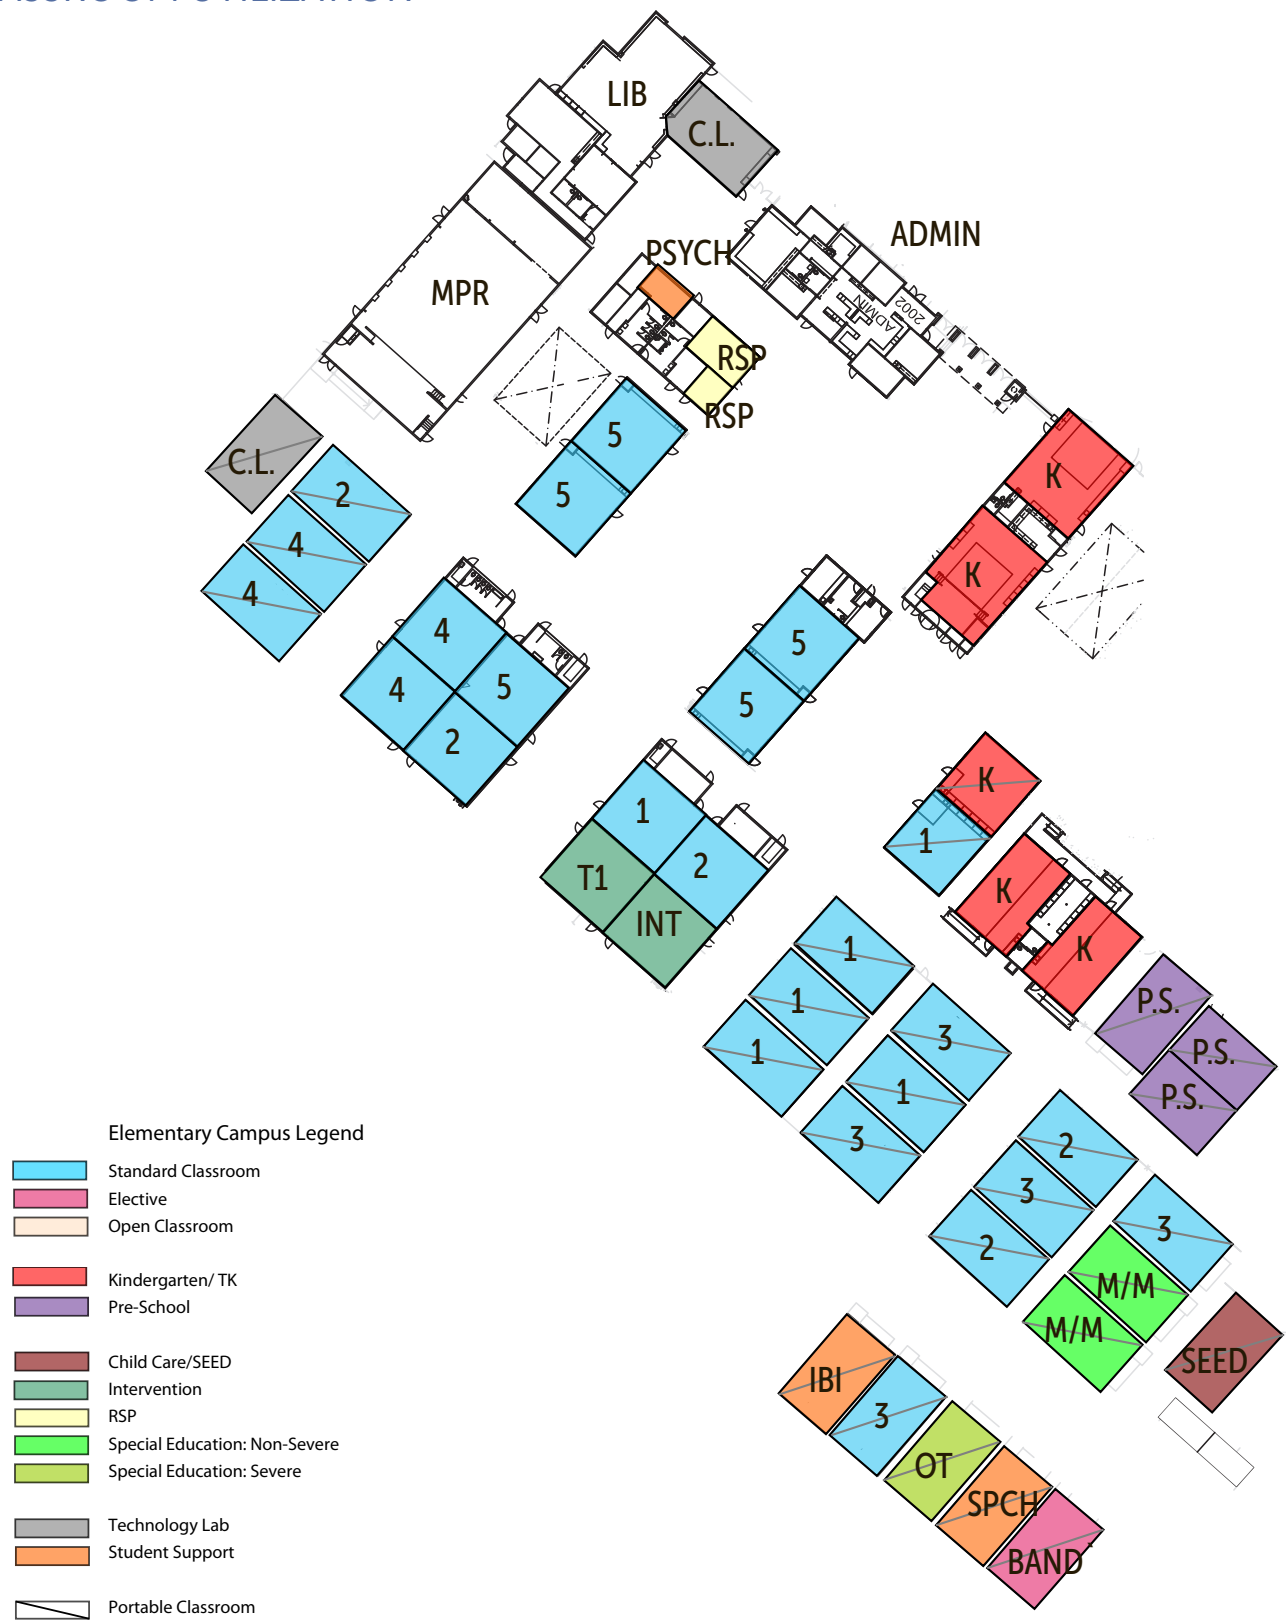 LIB
C.L.
ADMIN
PSYCH
MPR
ADMIN
2002
RSP
RSP
5
5
C.L.
2
4
4
K
K
4
5
4
2
5
5
K
1
1
2
T1
INT
K
K
1
1
1
3
1
3
P.S.
P.S.
P.S.
2
3
2
3
M/M
M/M
SEED
IBI
3
OT
SPCH
BAND
Elementary Campus Legend
Standard Classroom
Elective
Open Classroom
Kindergarten/ TK
Pre-School
Child Care/SEED
Intervention
RSP
Special Education: Non-Severe
Special Education: Severe
Technology Lab
Student Support
Portable Classroom